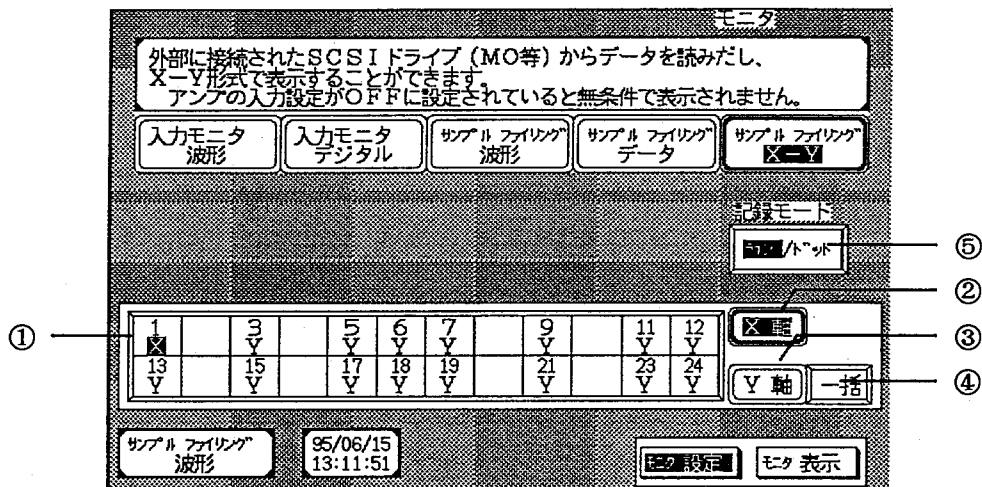 モニタ
外部に接続されたSCSIドライブ（MO等）からデータを読みだし、
X－Y形式で表示することができます。
アンプの入力設定がOFFに設定されていると無条件で表示されません。
入力モニタ 入力モニタ サンプル ファイリング サンプル ファイリング サンプル ファイリング
波形 デジタル 波形 データ X－Y
記録モード
ライン/ドット ⑤
②
1 3 5 6 7 9 11 12 X 軸
① X Y Y Y Y Y Y Y ③
13 15 17 18 19 21 23 24
Y Y Y Y Y Y Y Y Y 軸 一括 ④
サンプル ファイリング 95/06/15
波形 13:11:51 モニタ 設定 モニタ 表示